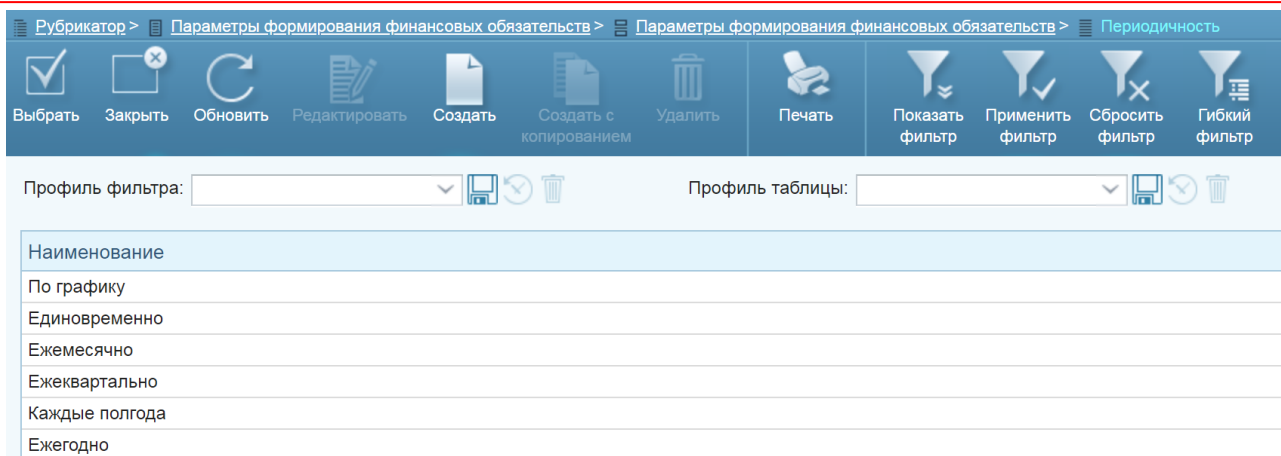 Рубрикатор > Параметры формирования финансовых обязательств > Параметры формирования финансовых обязательств > Периодичность
Выбрать Закрыть Обновить Редактировать Создать Создать с копированием Удалить Печать Показать фильтр Применить фильтр Сбросить фильтр Гибкий фильтр
Профиль фильтра: Профиль таблицы:
Наименование
По графику
Единовременно
Ежемесячно
Ежеквартально
Каждые полгода
Ежегодно